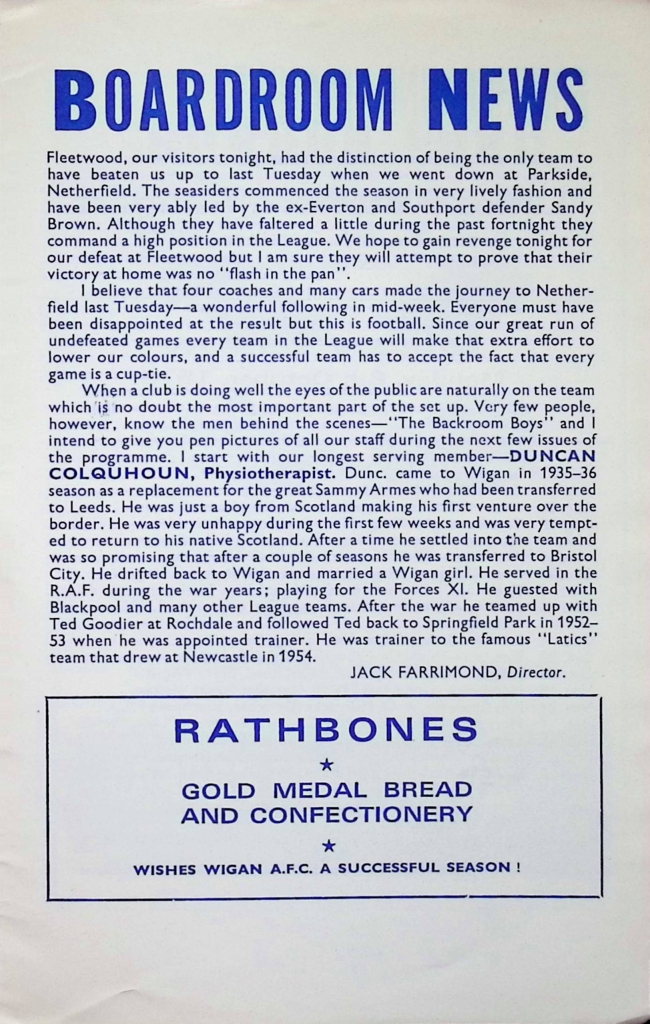 BOARDROOM NEWS
Fleetwood, our visitors tonight, had the distinction of being the only team to
have beaten us up to last Tuesday when we went down at Parkside,
Netherfield. The seasiders commenced the season in very lively fashion and
have been very ably led by the ex-Everton and Southport defender Sandy
Brown. Although they have faltered a little during the past fortnight they
command a high position in the League. We hope to gain revenge tonight for
our defeat at Fleetwood but I am sure they will attempt to prove that their
victory at home was no "flash in the pan".
I believe that four coaches and many cars made the journey to Nether-
field last Tuesday—a wonderful following in mid-week. Everyone must have
been disappointed at the result but this is football. Since our great run of
undefeated games every team in the League will make that extra effort to
lower our colours, and a successful team has to accept the fact that every
game is a cup-tie.
When a club is doing well the eyes of the public are naturally on the team
which is no doubt the most important part of the set up. Very few people,
however, know the men behind the scenes—"The Backroom Boys" and I
intend to give you pen pictures of all our staff during the next few issues of
the programme. I start with our longest serving member—DUNCAN
COLQUHOUN, Physiotherapist. Dunc. came to Wigan in 1935–36
season as a replacement for the great Sammy Armes who had been transferred
to Leeds. He was just a boy from Scotland making his first venture over the
border. He was very unhappy during the first few weeks and was very tempt-
ed to return to his native Scotland. After a time he settled into the team and
was so promising that after a couple of seasons he was transferred to Bristol
City. He drifted back to Wigan and married a Wigan girl. He served in the
R.A.F. during the war years; playing for the Forces XI. He guested with
Blackpool and many other League teams. After the war he teamed up with
Ted Goodier at Rochdale and followed Ted back to Springfield Park in 1952–
53 when he was appointed trainer. He was trainer to the famous "Latics"
team that drew at Newcastle in 1954.
JACK FARRIMOND, Director.
RATHBONES
GOLD MEDAL BREAD
AND CONFECTIONERY
WISHES WIGAN A.F.C. A SUCCESSFUL SEASON !